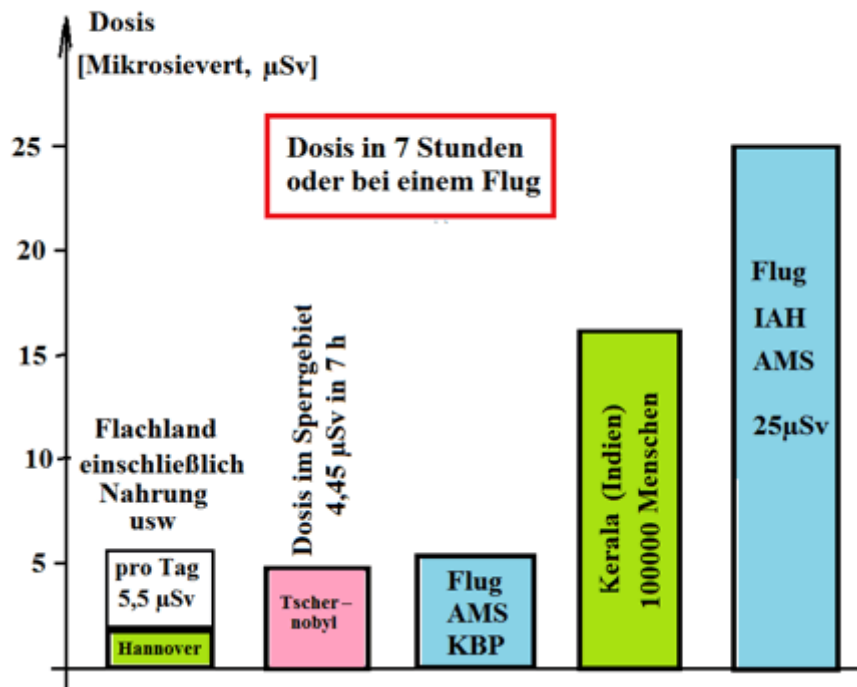 Dosis
[Mikrosievert, µSv]
Dosis in 7 Stunden
oder bei einem Flug
25
20
15
10
5
Flachland
einschließlich
Nahrung
usw
pro Tag
5,5 µSv
Hannover
Dosis im Sperrgebiet
4,45 µSv in 7 h
Tscher–
nobyl
Flug
AMS
KBP
Kerala (Indien)
100000 Menschen
Flug
IAH
AMS
25µSv